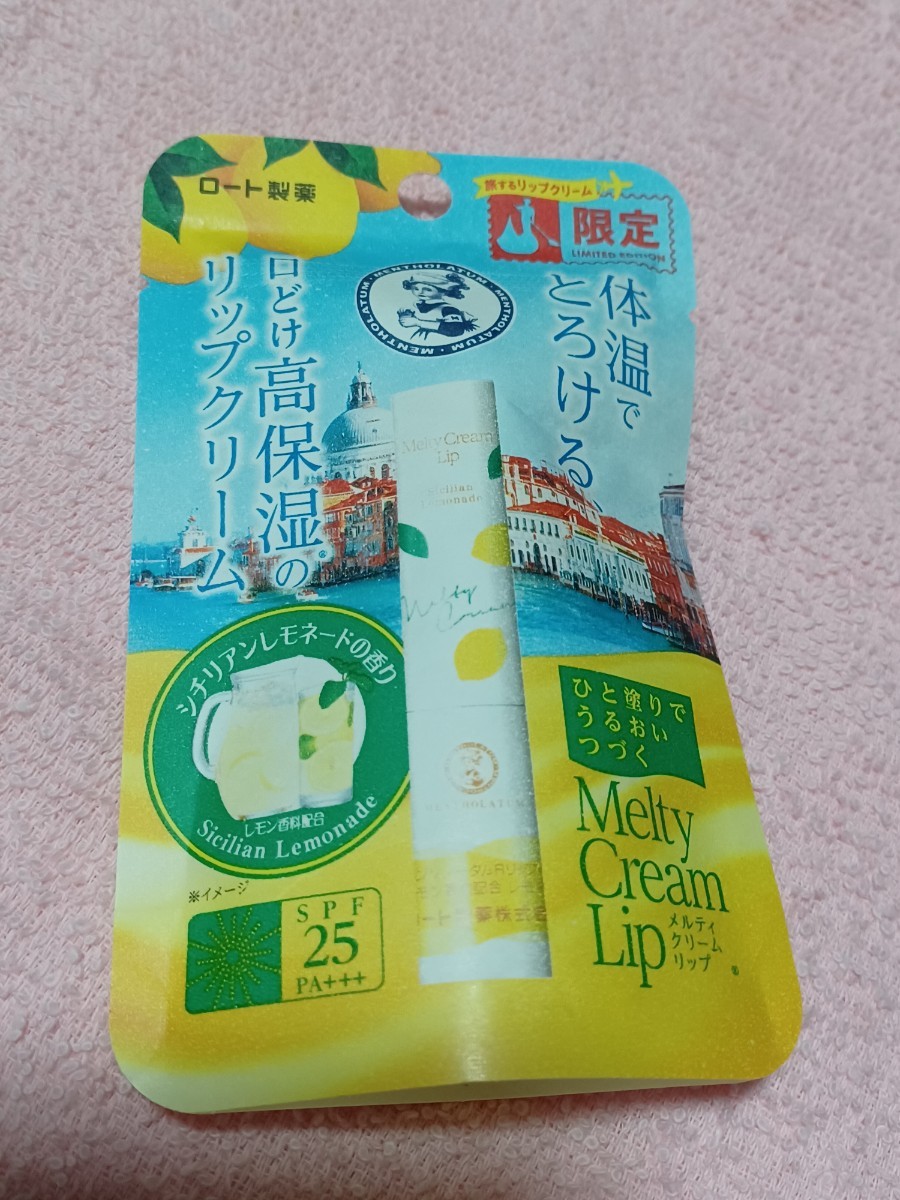 ロート製薬
旅するリップクリーム
限定
LIMITED EDITION
MENTHOLATUM・MENTHOLATUM・MENTHOLATUM・
体温で
とろける
口どけ高保湿*の
リップクリーム
Melty Cream
Lip
Sicilian
Lemonade
Melty
シチリアンレモネードの香り
レモン香料配合
Sicilian Lemonade
※イメージ
SPF
25
PA+++
MENTHOLATUM
ひと塗りで
うるおい
つづく
Melty
Cream
Lip
メルティ
クリーム
リップ
®